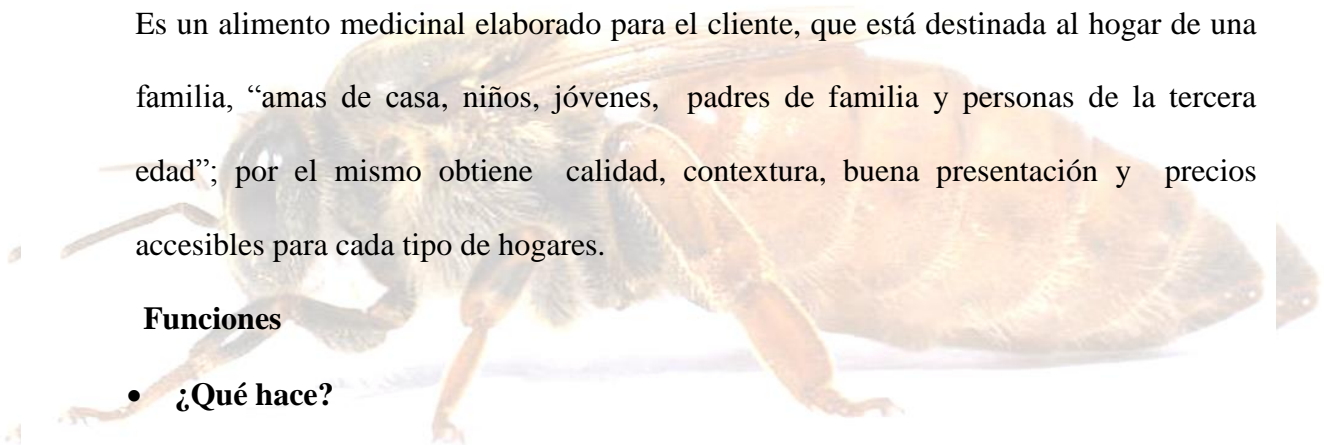 Es un alimento medicinal elaborado para el cliente, que está destinada al hogar de una
familia, “amas de casa, niños, jóvenes, padres de familia y personas de la tercera
edad”; por el mismo obtiene calidad, contextura, buena presentación y precios
accesibles para cada tipo de hogares.
Funciones
• ¿Qué hace?